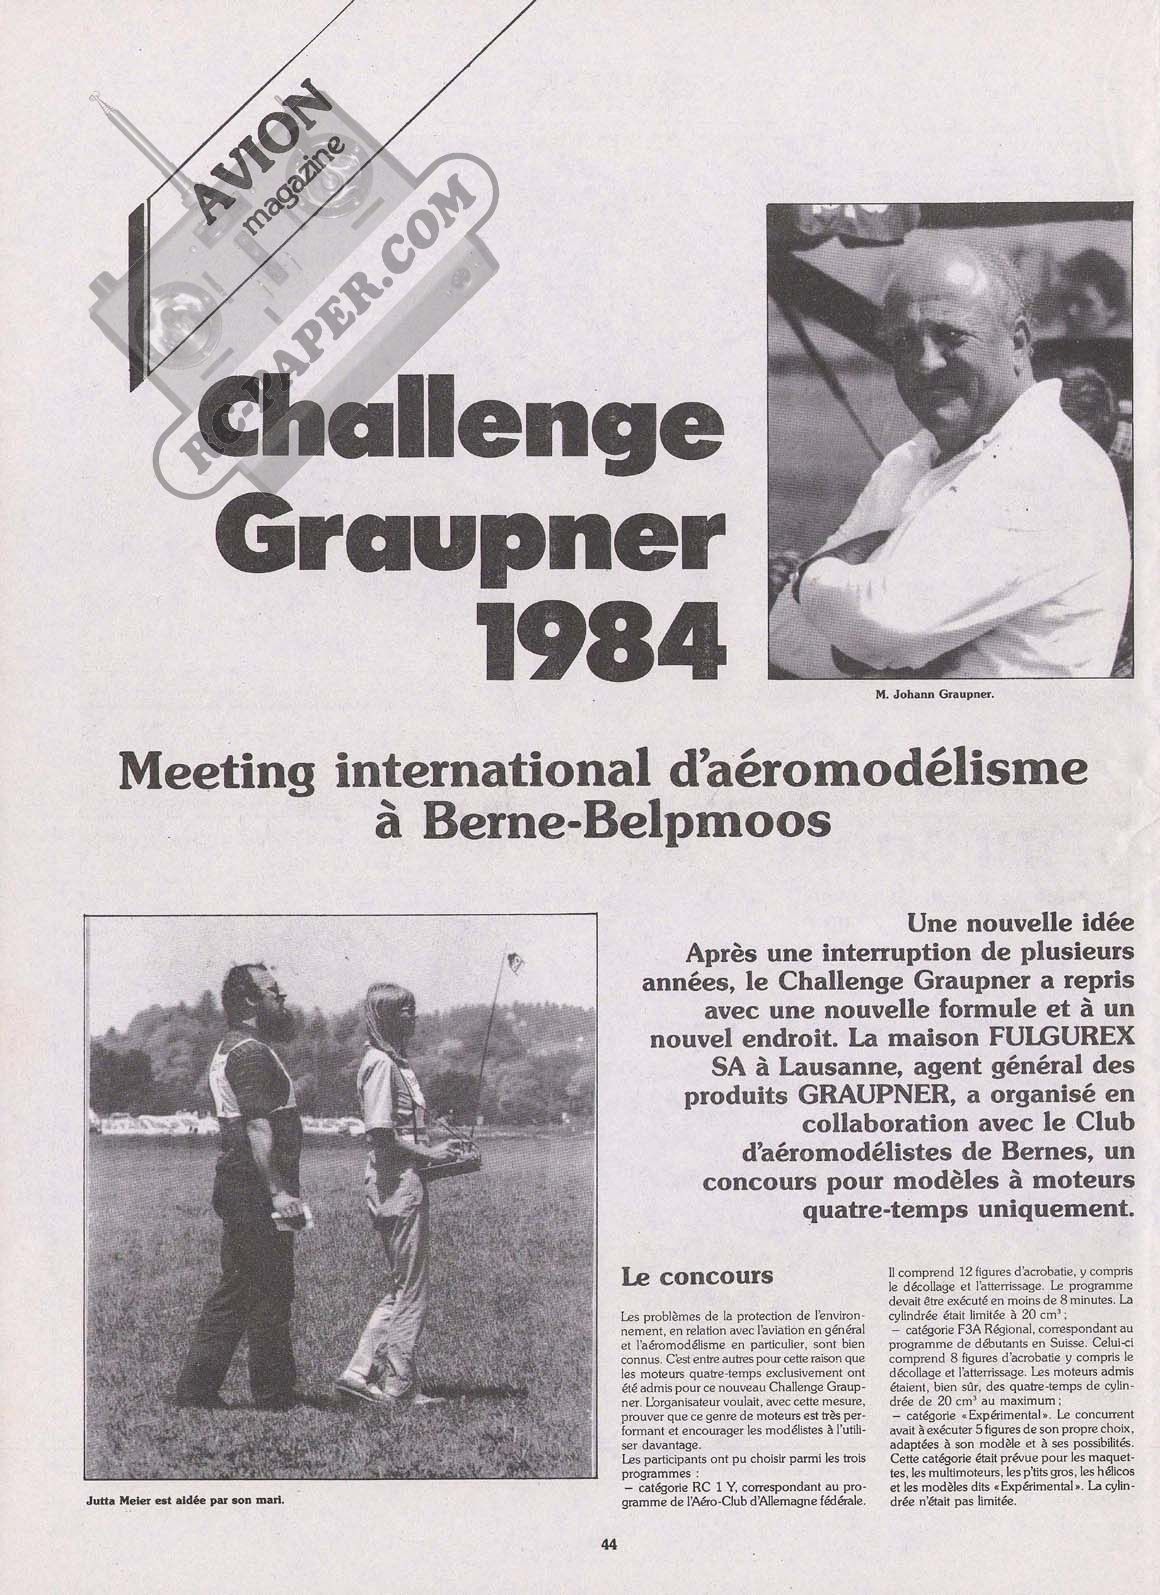 AVION
magazine
RC-PAPER.COM
Challenge
Graupner
1984
M. Johann Graupner.
Meeting international d'aéromodélisme
à Berne-Belpmoos
Une nouvelle idée
Après une interruption de plusieurs
années, le Challenge Graupner a repris
avec une nouvelle formule et à un
nouvel endroit. La maison FULGUREX
SA à Lausanne, agent général des
produits GRAUPNER, a organisé en
collaboration avec le Club
d'aéromodélistes de Bernes, un
concours pour modèles à moteurs
quatre-temps uniquement.
Jutta Meier est aidée par son mari.
Le concours
Les problèmes de la protection de l'environ-
nement, en relation avec l'aviation en général
et l'aéromodélisme en particulier, sont bien
connus. C'est entre autres pour cette raison que
les moteurs quatre-temps exclusivement ont
été admis pour ce nouveau Challenge Graup-
ner. L'organisateur voulait, avec cette mesure,
prouver que ce genre de moteurs est très per-
formant et encourager les modélistes à l'utili-
ser davantage.
Les participants ont pu choisir parmi les trois
programmes :
— catégorie RC 1 Y, correspondant au pro-
gramme de l'Aéro-Club d'Allemagne fédérale.
Il comprend 12 figures d'acrobatie, y compris
le décollage et l'atterrissage. Le programme
devait être exécuté en moins de 8 minutes. La
cylindrée était limitée à 20 cm³ ;
— catégorie F3A Régional, correspondant au
programme de débutants en Suisse. Celui-ci
comprend 8 figures d'acrobatie y compris le
décollage et l'atterrissage. Les moteurs admis
étaient, bien sûr, des quatre-temps de cylin-
drée de 20 cm³ au maximum ;
— catégorie «Expérimental». Le concurrent
avait à exécuter 5 figures de son propre choix,
adaptées à son modèle et à ses possibilités.
Cette catégorie était prévue pour les maquet-
tes, les multimoteurs, les p'tits gros, les hélicos
et les modèles dits «Expérimental». La cylin-
drée n'était pas limitée.
44